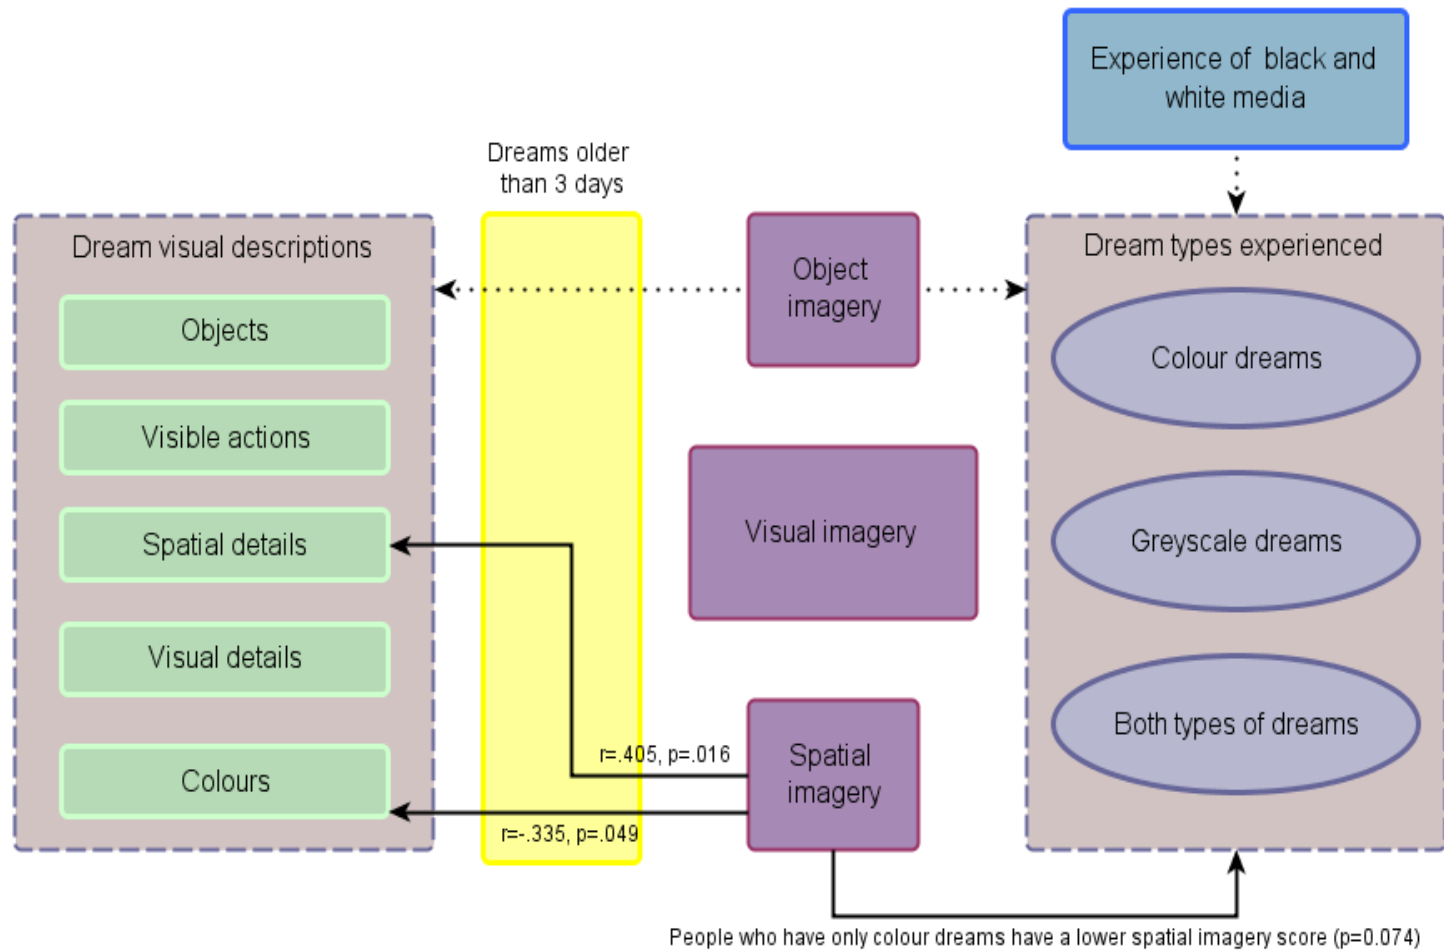 Experience of black and
white media
Dreams older
than 3 days
Dream visual descriptions
Objects
Visible actions
Spatial details
Visual details
Colours
Object
imagery
Visual imagery
Spatial
imagery
r=.405, p=.016
r=-.335, p=.049
Dream types experienced
Colour dreams
Greyscale dreams
Both types of dreams
People who have only colour dreams have a lower spatial imagery score (p=0.074)